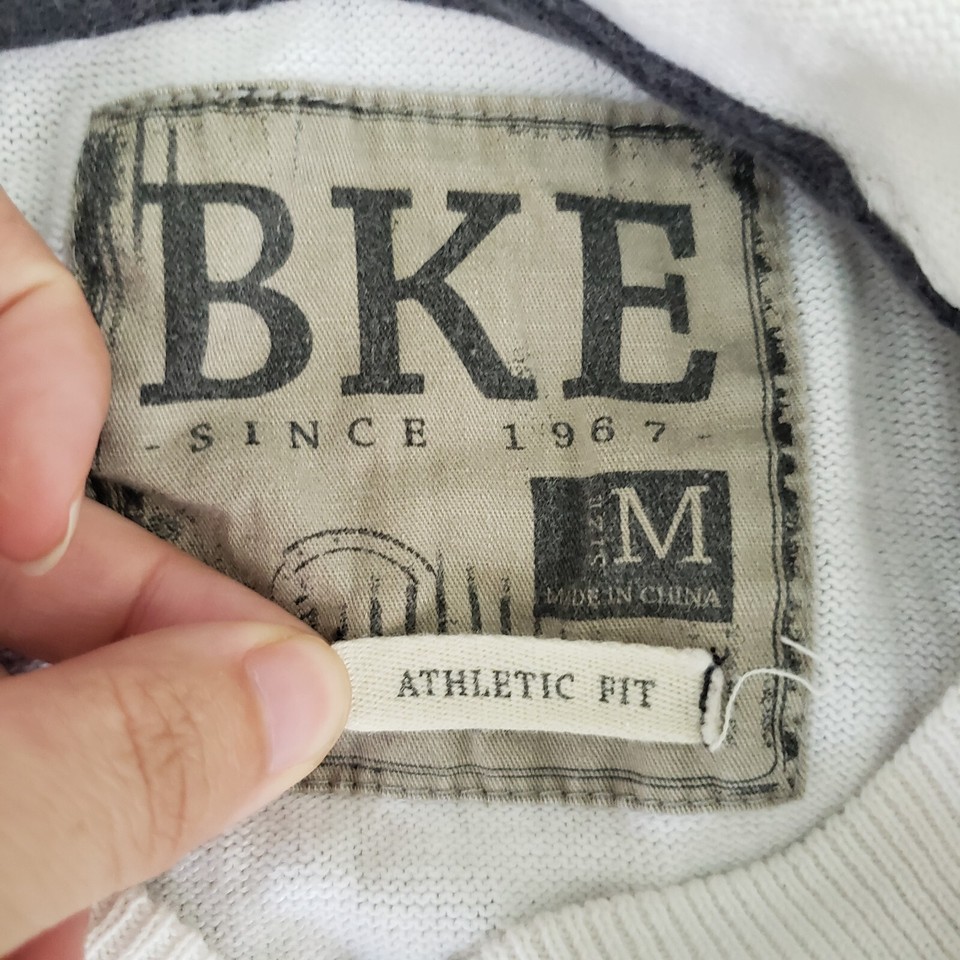 BKE
- SINCE 1967 -
SIZE M
MADE IN CHINA
ATHLETIC FIT